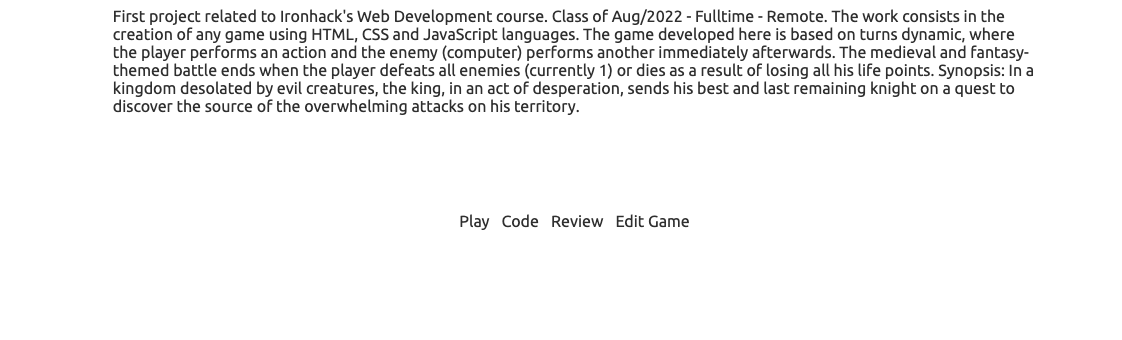 First project related to Ironhack's Web Development course. Class of Aug/2022 - Fulltime - Remote. The work consists in the
creation of any game using HTML, CSS and JavaScript languages. The game developed here is based on turns dynamic, where
the player performs an action and the enemy (computer) performs another immediately afterwards. The medieval and fantasy-
themed battle ends when the player defeats all enemies (currently 1) or dies as a result of losing all his life points. Synopsis: In a
kingdom desolated by evil creatures, the king, in an act of desperation, sends his best and last remaining knight on a quest to
discover the source of the overwhelming attacks on his territory.
Play Code Review Edit Game